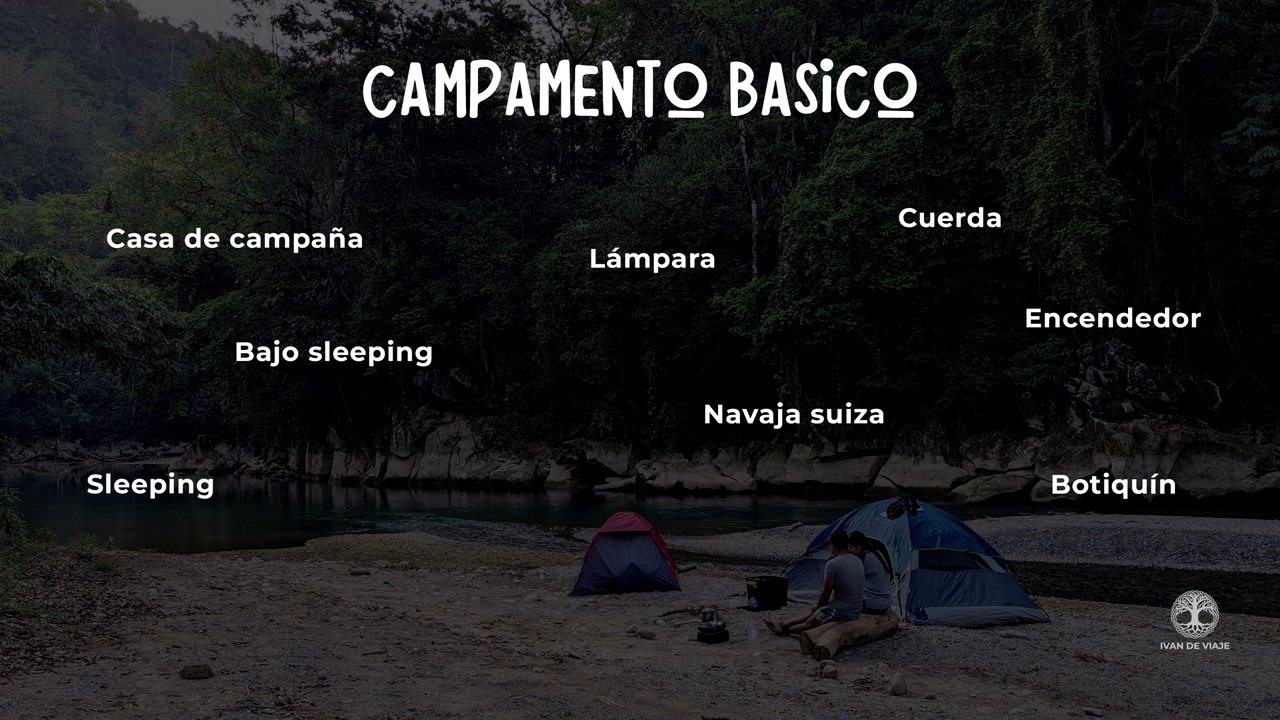 CAMPAMENTO BASiCO
Casa de campaña
Lámpara
Cuerda
Bajo sleeping
Encendedor
Navaja suiza
Sleeping
Botiquín
IVAN DE VIAJE